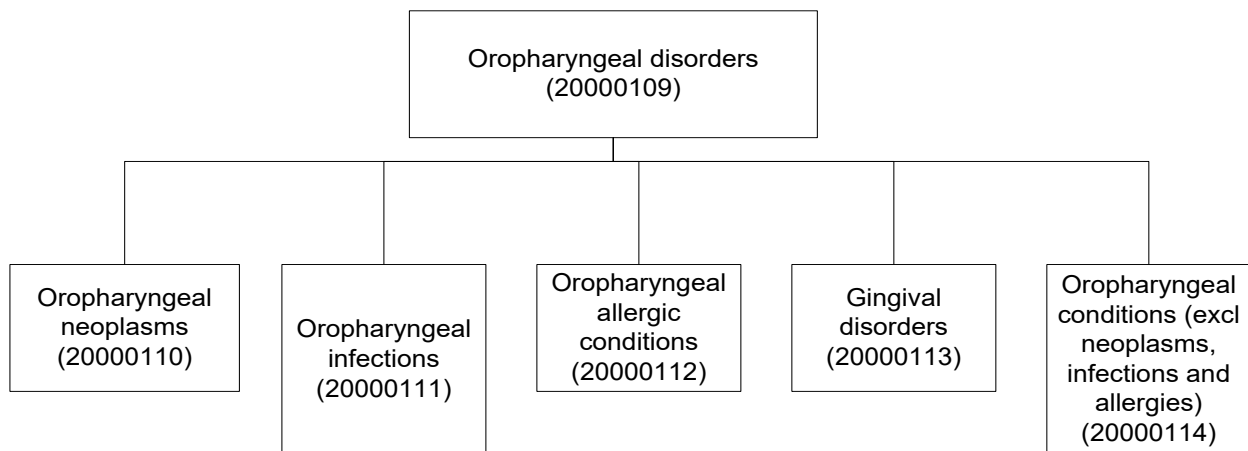 Oropharyngeal disorders
(20000109)
Oropharyngeal
neoplasms
(20000110)
Oropharyngeal
infections
(20000111)
Oropharyngeal
allergic
conditions
(20000112)
Gingival
disorders
(20000113)
Oropharyngeal
conditions (excl
neoplasms,
infections and
allergies)
(20000114)